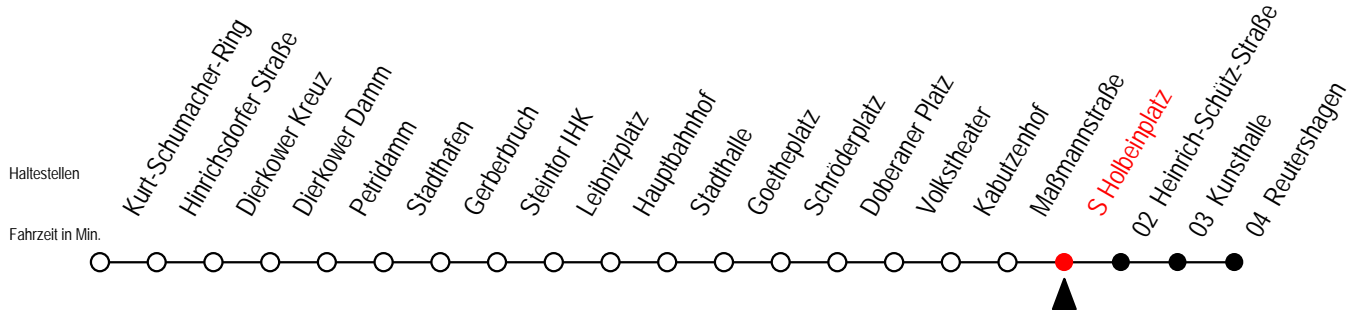 Haltestellen
Fahrzeit in Min.
Kurt-Schumacher-Ring
Hinrichsdorfer Straße
Dierkower Kreuz
Dierkower Damm
Petridamm
Stadthafen
Gerberbruch
Steintor IHK
Leibnizplatz
Hauptbahnhof
Stadthalle
Goetheplatz
Schröderplatz
Doberaner Platz
Volkstheater
Kabutzenhof
Maßmannstraße
S Holbeinplatz
02 Heinrich-Schütz-Straße
03 Kunsthalle
04 Reutershagen